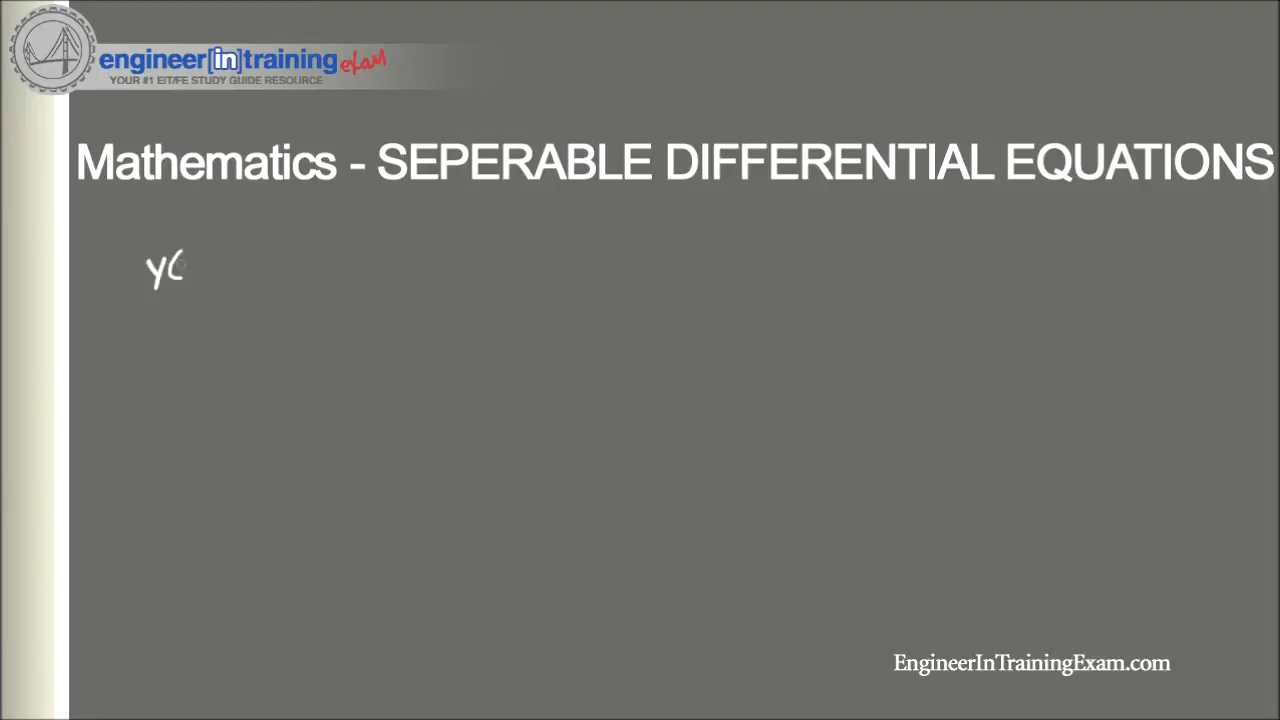 engineer[in]training exam
YOUR #1 EIT/FE STUDY GUIDE RESOURCE
Mathematics - SEPERABLE DIFFERENTIAL EQUATIONS
y(
EngineerInTrainingExam.com